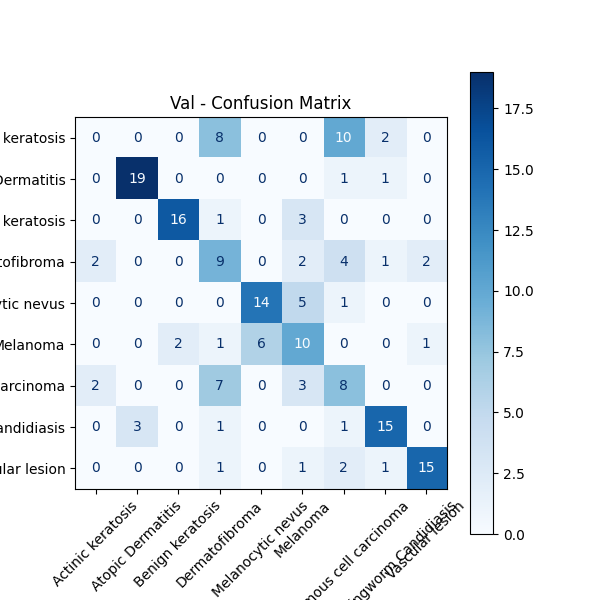 Val - Confusion Matrix
keratosis 0 0 0 8 0 0 10 2 0
Dermatitis 0 19 0 0 0 0 1 1 0
keratosis 0 0 16 1 0 3 0 0 0
tofibroma 2 0 0 9 0 2 4 1 2
tic nevus 0 0 0 0 14 5 1 0 0
Melanoma 0 0 2 1 6 10 0 0 1
arcinoma 2 0 0 7 0 3 8 0 0
andidiasis 0 3 0 1 0 0 1 15 0
ular lesion 0 0 0 1 0 1 2 1 15
Actinic keratosis
Atopic Dermatitis
Benign keratosis
Dermatofibroma
Melanocytic nevus
Melanoma
mous cell carcinoma
ngworm Candidiasis
Vascular lesion
17.5
15.0
12.5
10.0
7.5
5.0
2.5
0.0